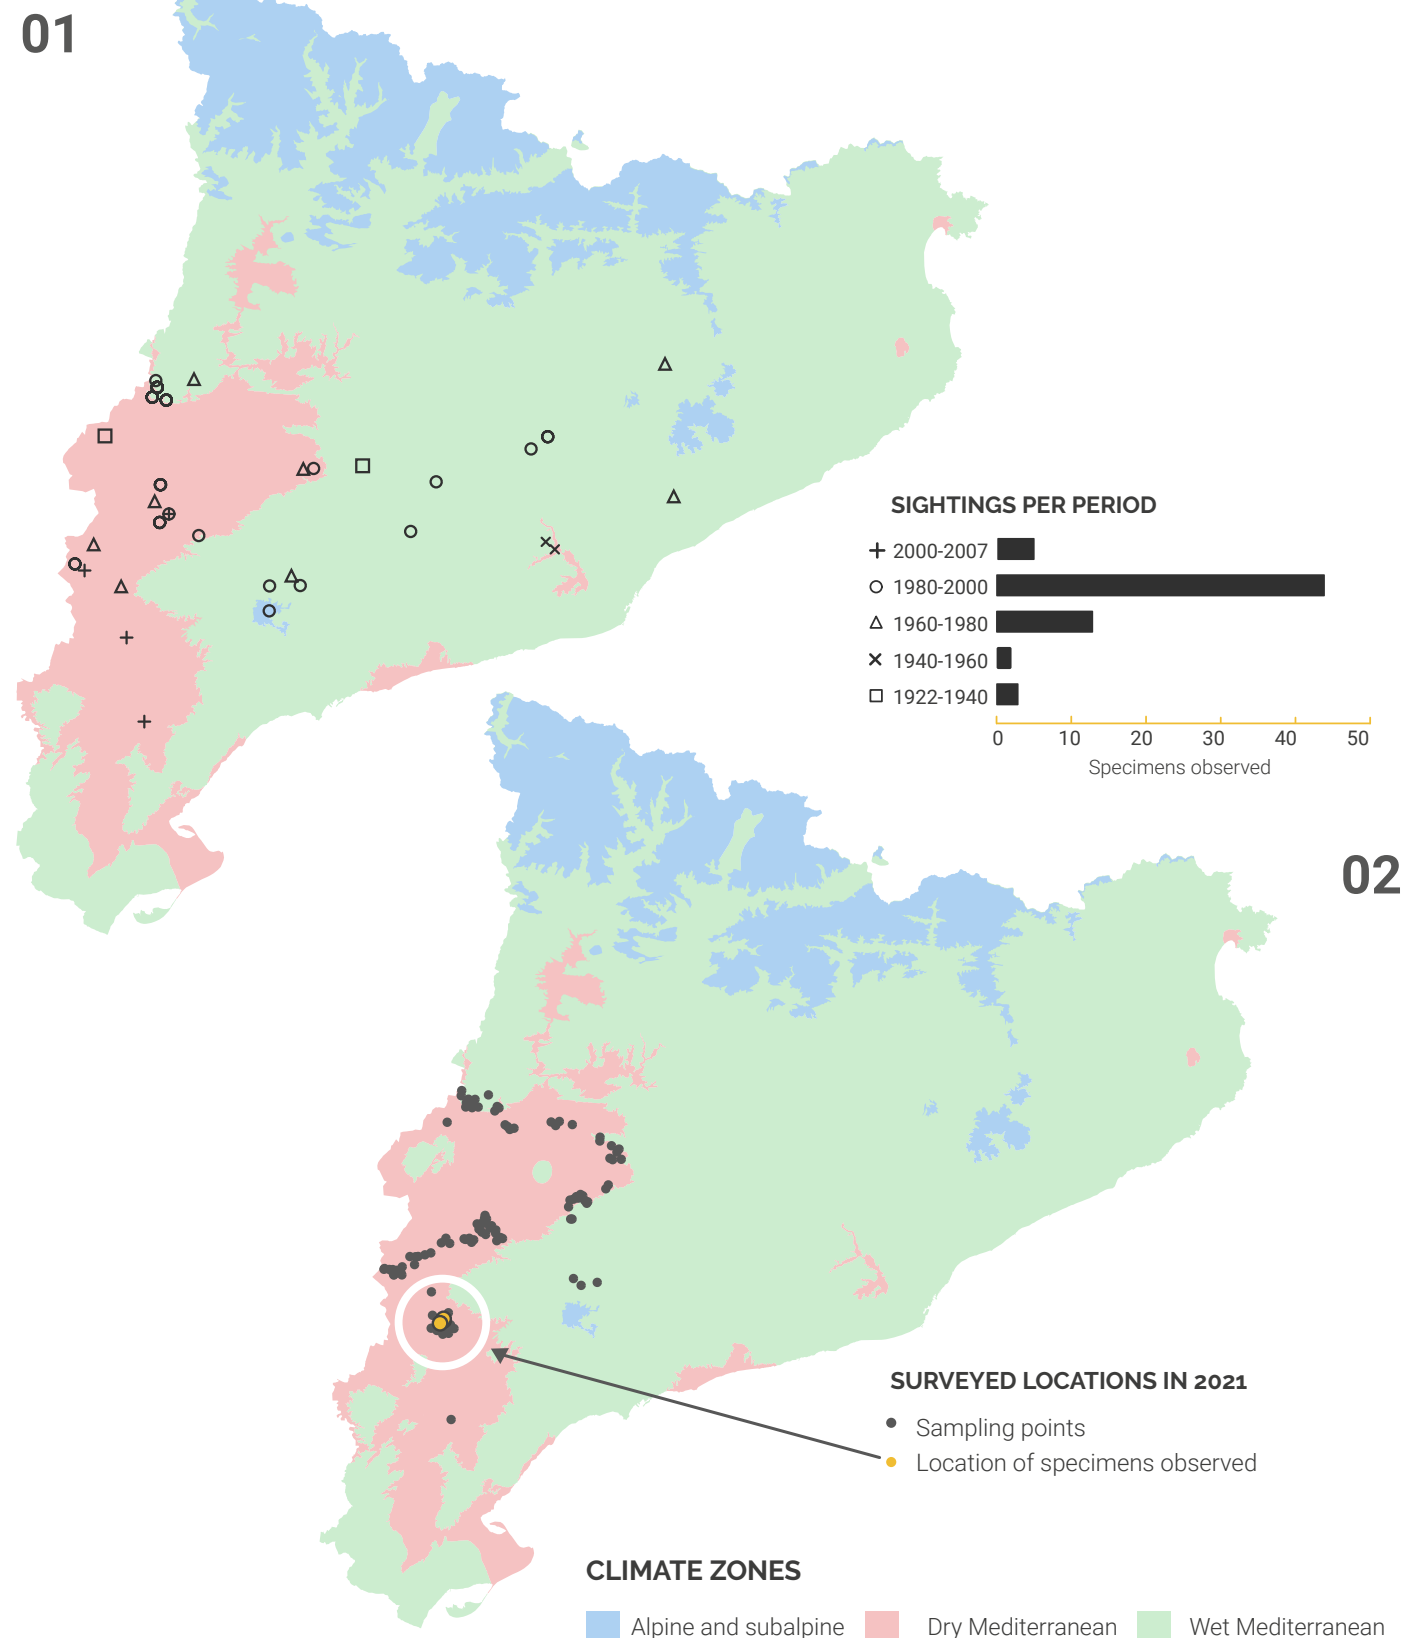 01
SIGHTINGS PER PERIOD
2000-2007
1980-2000
1960-1980
1940-1960
1922-1940
0 10 20 30 40 50
Specimens observed
02
SURVEYED LOCATIONS IN 2021
Sampling points
Location of specimens observed
CLIMATE ZONES
Alpine and subalpine Dry Mediterranean Wet Mediterranean